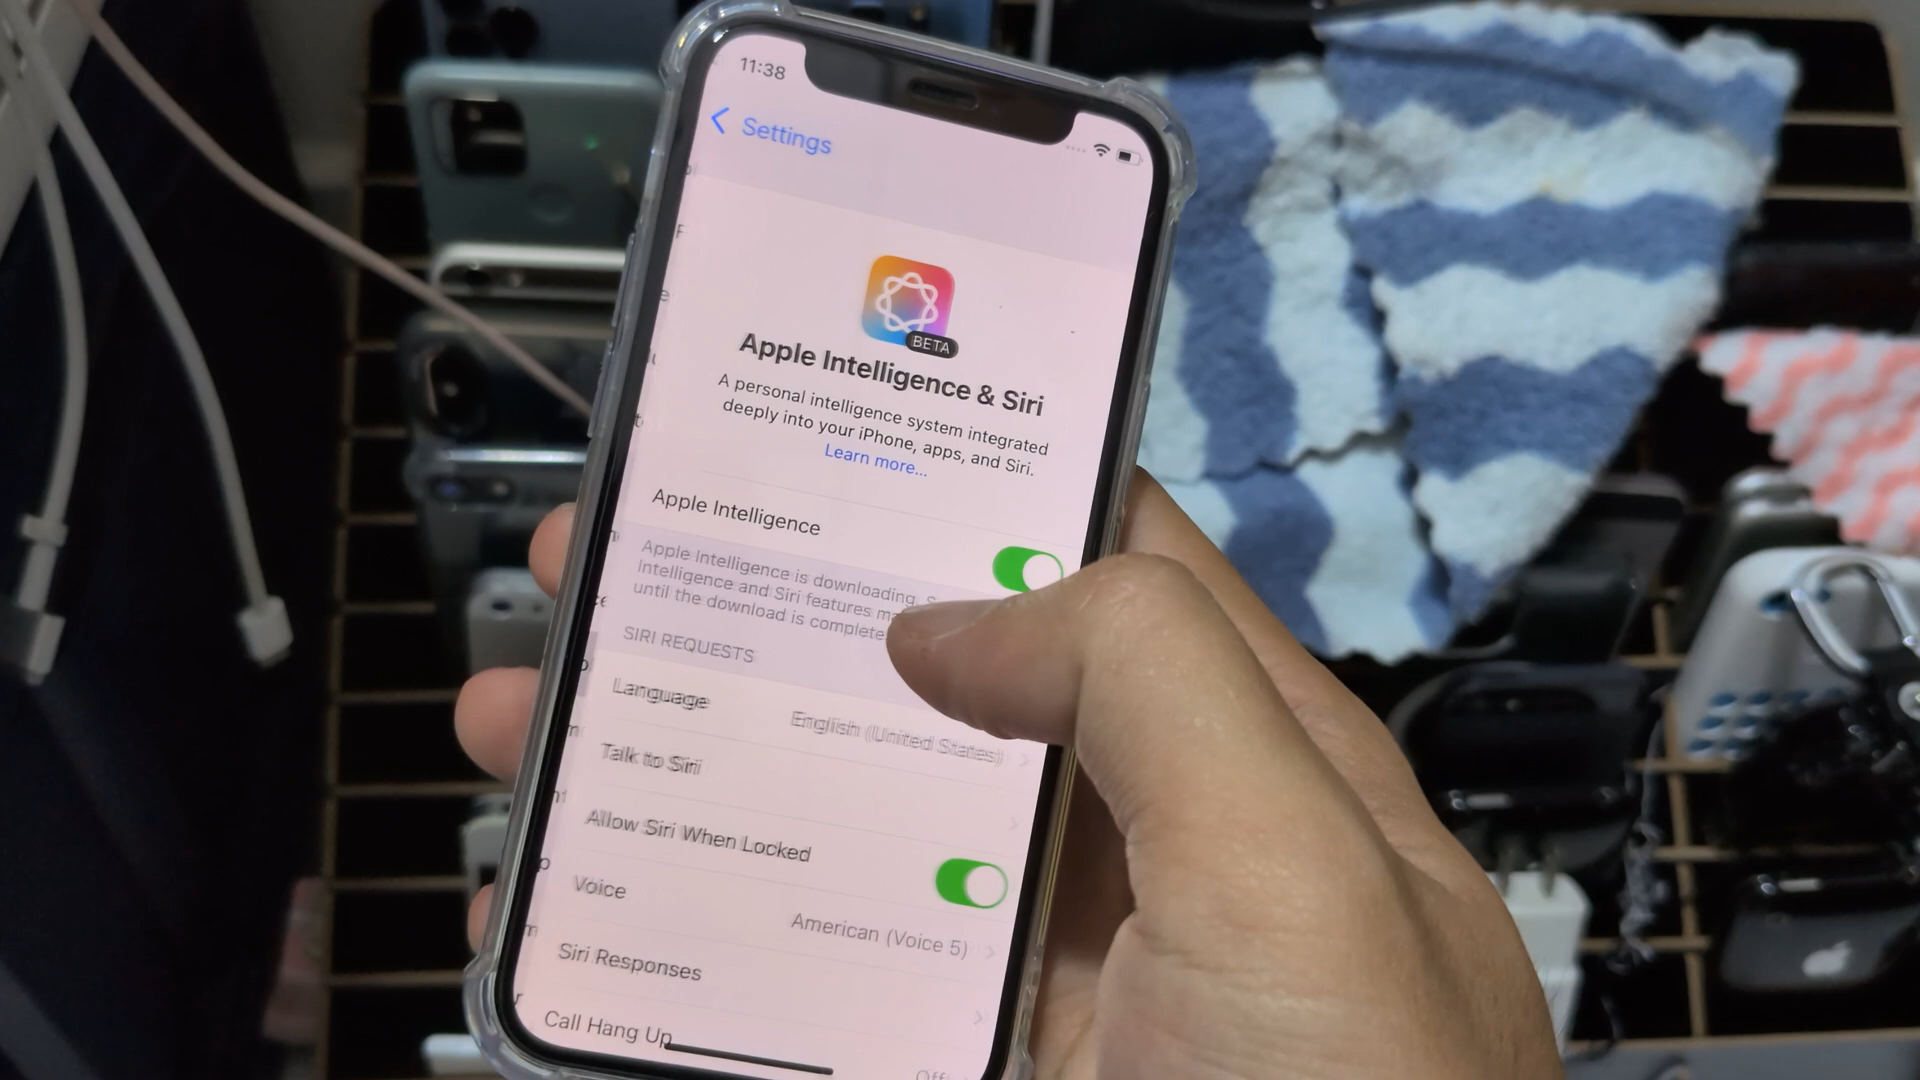 11:38
Settings
BETA
Apple Intelligence & Siri
A personal intelligence system integrated
deeply into your iPhone, apps, and Siri.
Learn more...
Apple Intelligence
Apple Intelligence is downloading.
Intelligence and Siri features
until the download is complete
SIRI REQUESTS
Language
English (United States)
Talk to Siri
Allow Siri When Locked
Voice
American (Voice 5)
Siri Responses
Call Hang Up
Off